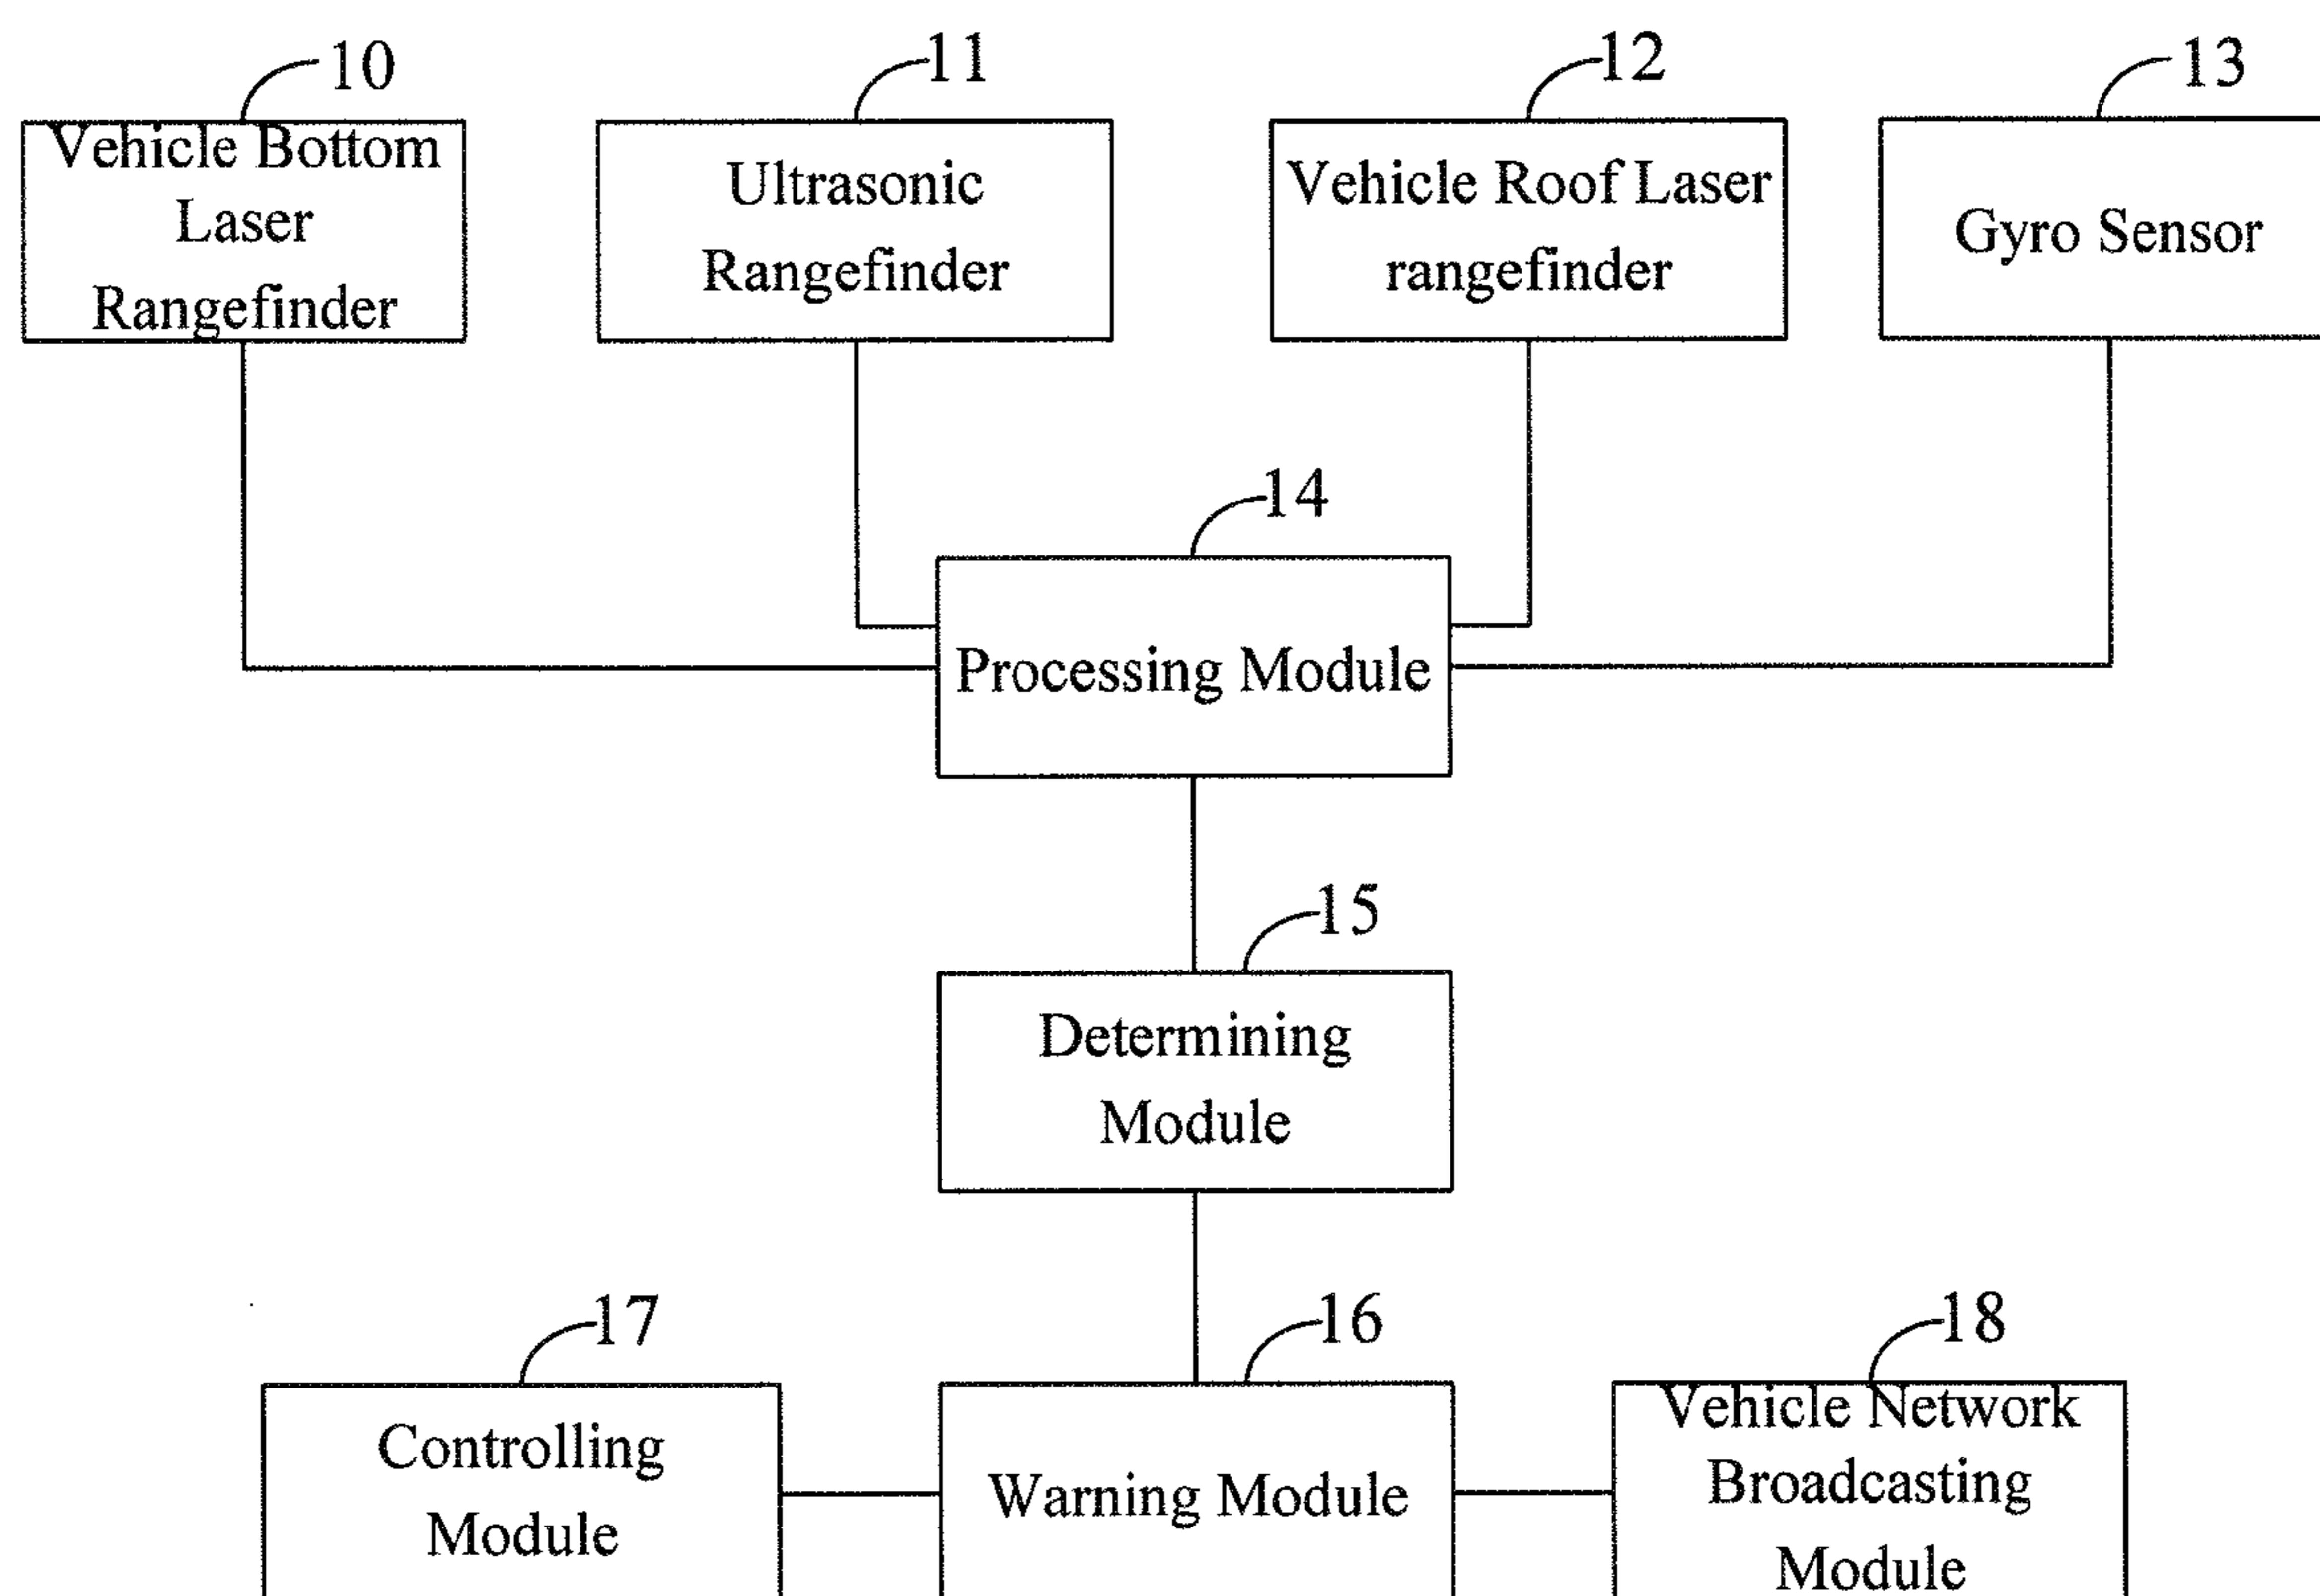 10
11
12
13
Vehicle Bottom
Laser
Rangefinder
Ultrasonic
Rangefinder
Vehicle Roof Laser
rangefinder
Gyro Sensor
14
Processing Module
15
Determining
Module
17
16
18
Controlling
Module
Warning Module
Vehicle Network
Broadcasting
Module